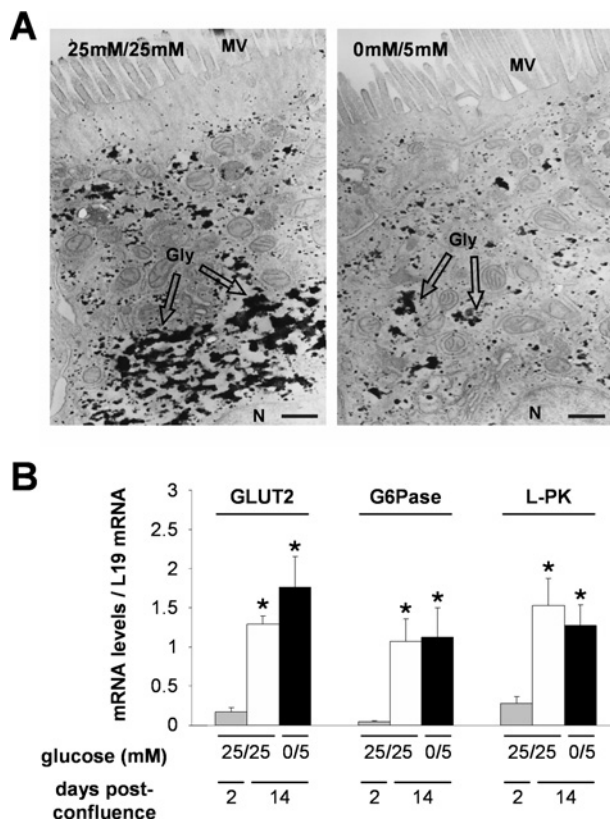 A
25mM/25mM
MV
Gly
N
0mM/5mM
MV
Gly
N
B
mRNA levels / L19 mRNA
3
2.5
2
1.5
1
0.5
0
GLUT2
G6Pase
L-PK
* * * * * *
glucose (mM) 25/25 0/5 25/25 0/5 25/25 0/5
days post-
confluence
2 14 2 14 2 14